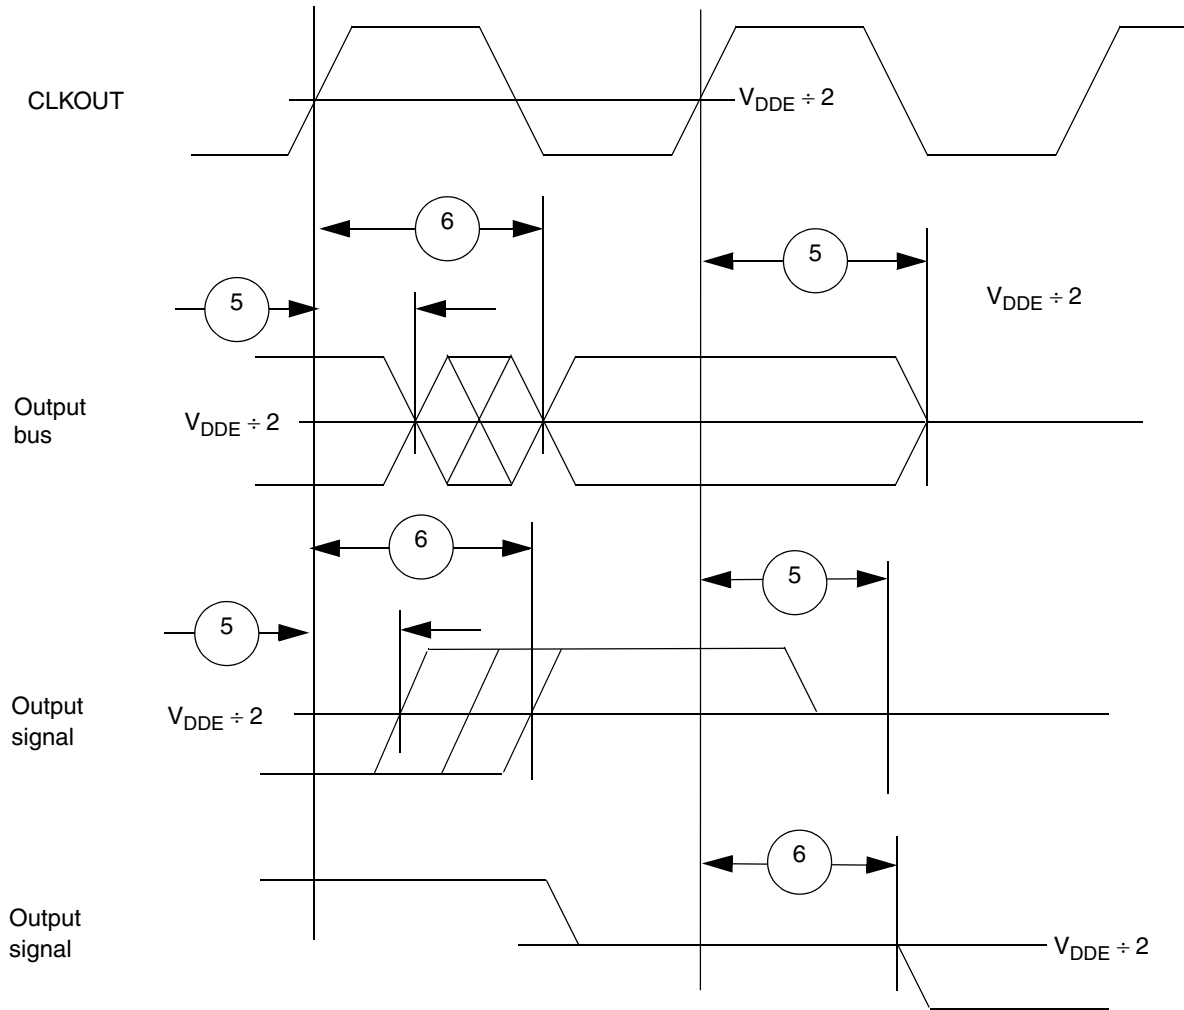 CLKOUT
V_DDE ÷ 2
6
5
5
V_DDE ÷ 2
Output
bus
V_DDE ÷ 2
6
5
5
Output
signal
V_DDE ÷ 2
6
Output
signal
V_DDE ÷ 2